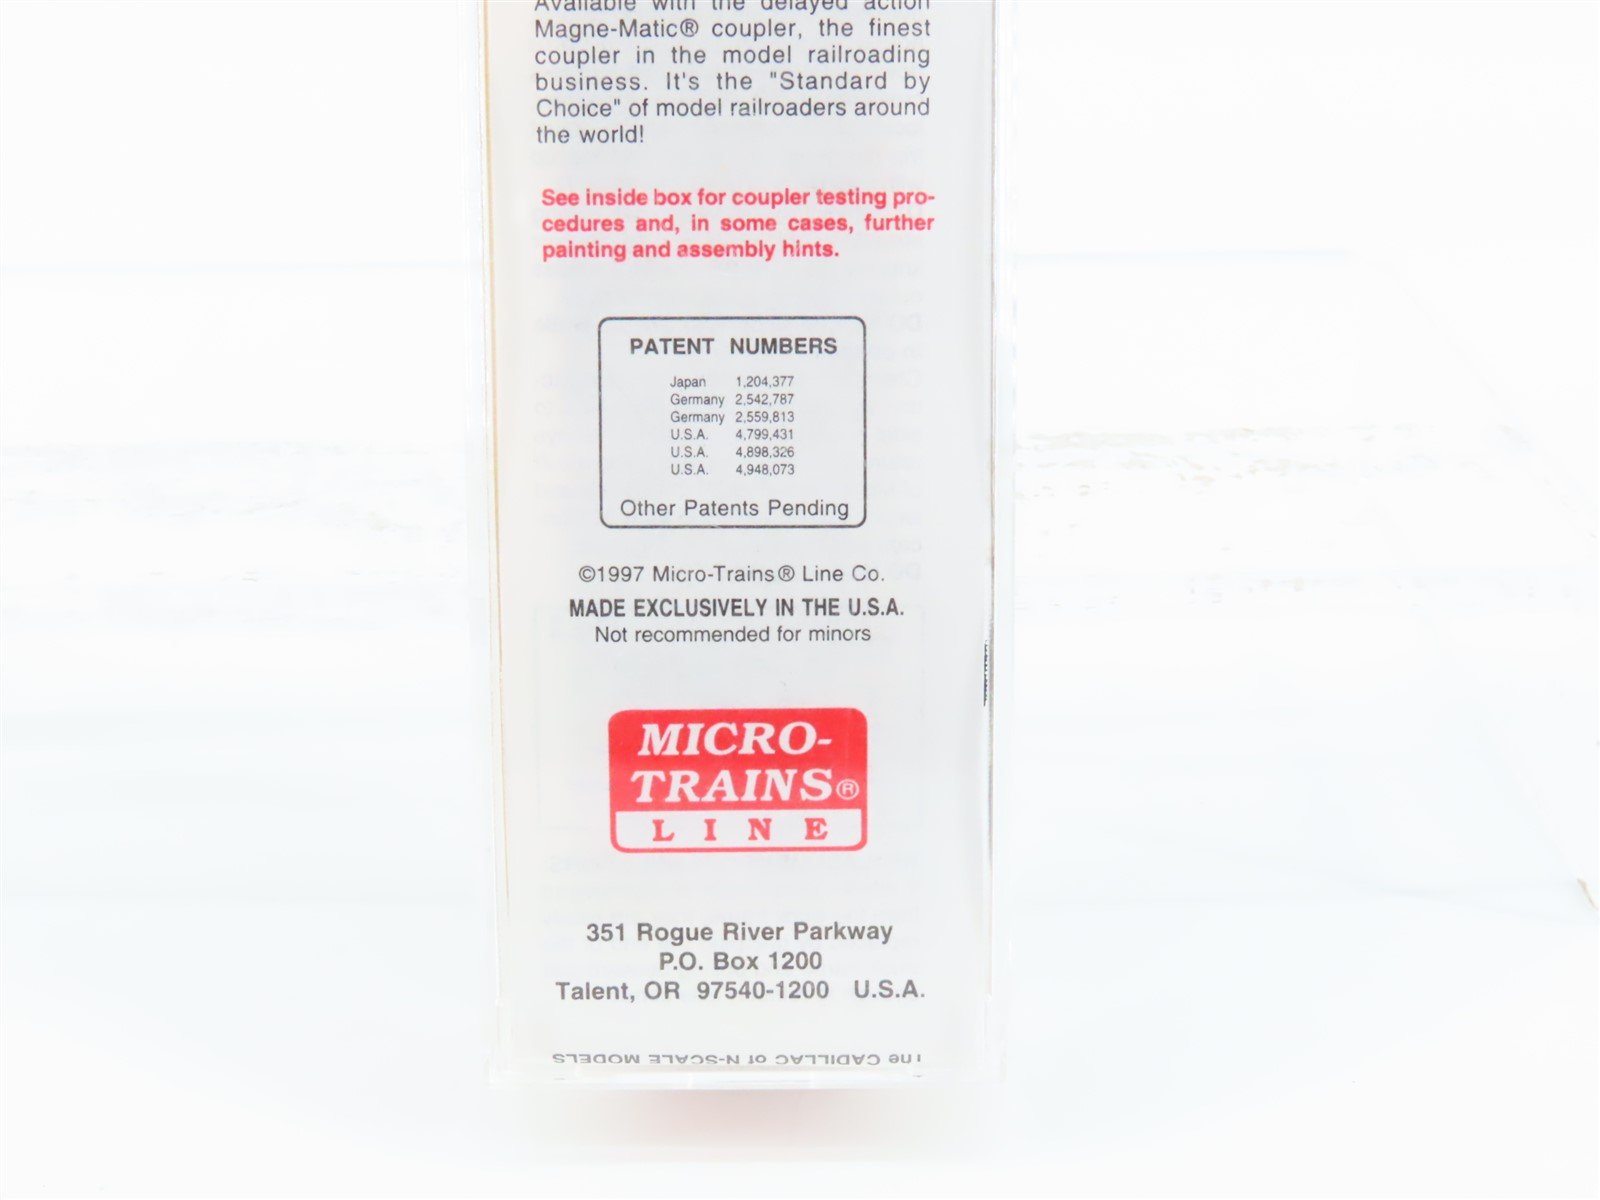 Available with the delayed action
Magne-Matic® coupler, the finest
coupler in the model railroading
business. It's the "Standard by
Choice" of model railroaders around
the world!
See inside box for coupler testing pro-
cedures and, in some cases, further
painting and assembly hints.
PATENT NUMBERS
Japan 1,204,377
Germany 2,542,787
Germany 2,559,813
U.S.A. 4,799,431
U.S.A. 4,898,326
U.S.A. 4,948,073
Other Patents Pending
©1997 Micro-Trains® Line Co.
MADE EXCLUSIVELY IN THE U.S.A.
Not recommended for minors
MICRO-
TRAINS®
LINE
351 Rogue River Parkway
P.O. Box 1200
Talent, OR 97540-1200 U.S.A.
The CADILLAC of N-SCALE MODELS